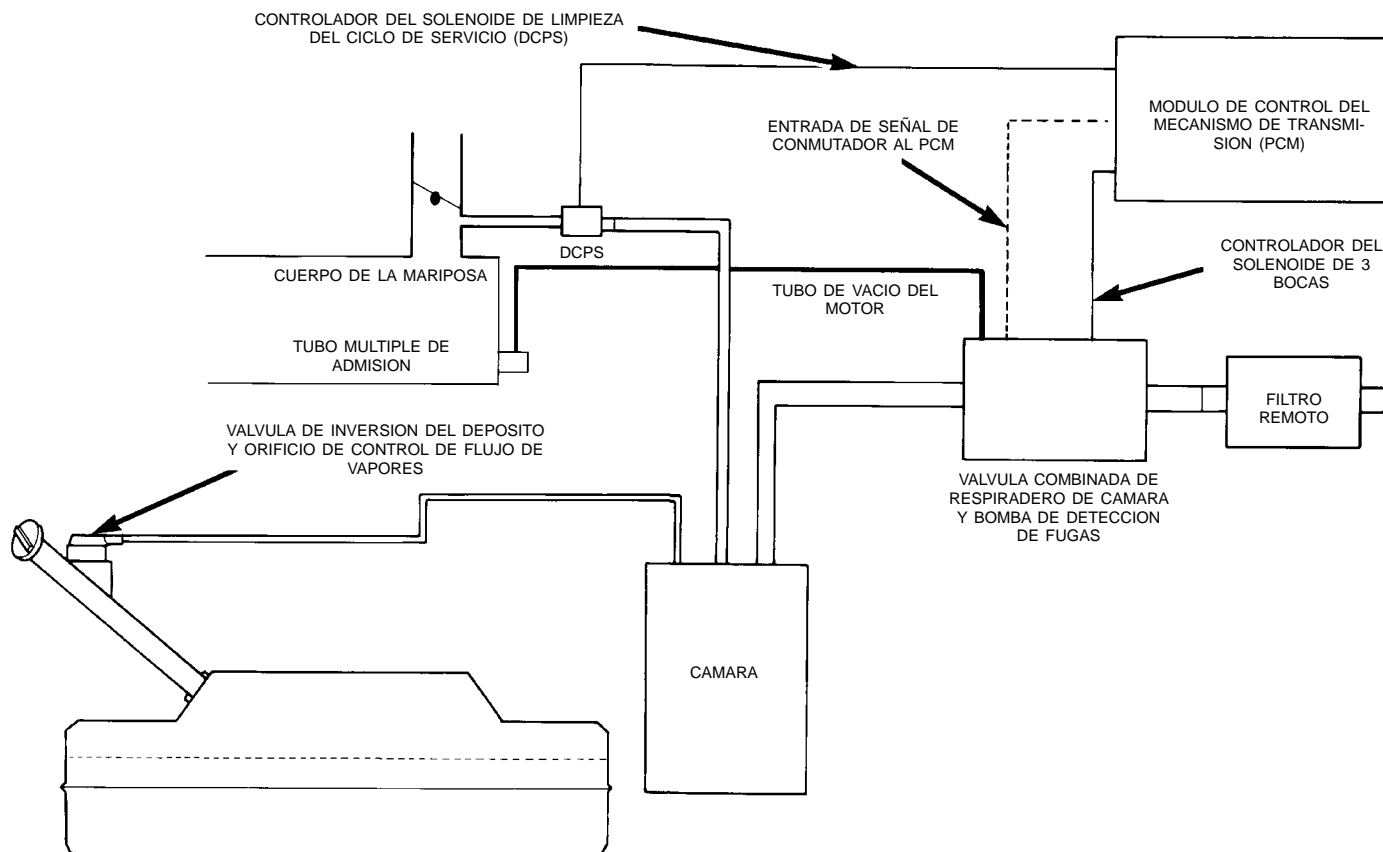 CONTROLADOR DEL SOLENOIDE DE LIMPIEZA
DEL CICLO DE SERVICIO (DCPS)
MODULO DE CONTROL DEL
MECANISMO DE TRANSMI-
SION (PCM)
ENTRADA DE SEÑAL DE
CONMUTADOR AL PCM
DCPS
CONTROLADOR DEL
SOLENOIDE DE 3
BOCAS
CUERPO DE LA MARIPOSA
TUBO DE VACIO DEL
MOTOR
TUBO MULTIPLE DE
ADMISION
FILTRO
REMOTO
VALVULA DE INVERSION DEL DEPOSITO
Y ORIFICIO DE CONTROL DE FLUJO DE
VAPORES
VALVULA COMBINADA DE
RESPIRADERO DE CAMARA
Y BOMBA DE DETECCION
DE FUGAS
CAMARA